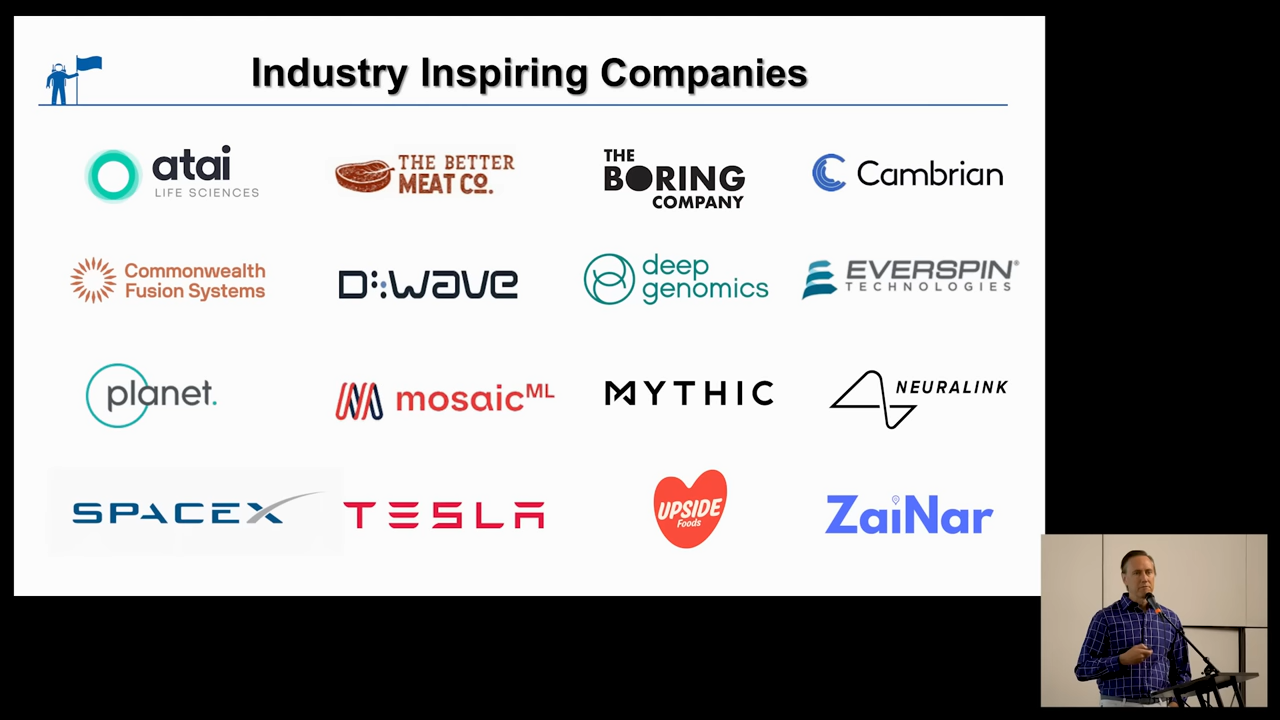 Industry Inspiring Companies
atai
LIFE SCIENCES
THE BETTER
MEAT CO.
THE
BORING
COMPANY
Cambrian
Commonwealth
Fusion Systems
D:wave
deep
genomics
EVERSPIN®
TECHNOLOGIES
planet.
mosaicML
MYTHIC
NEURALINK
SPACEX
TESLA
UPSIDE
Foods
ZaiNar